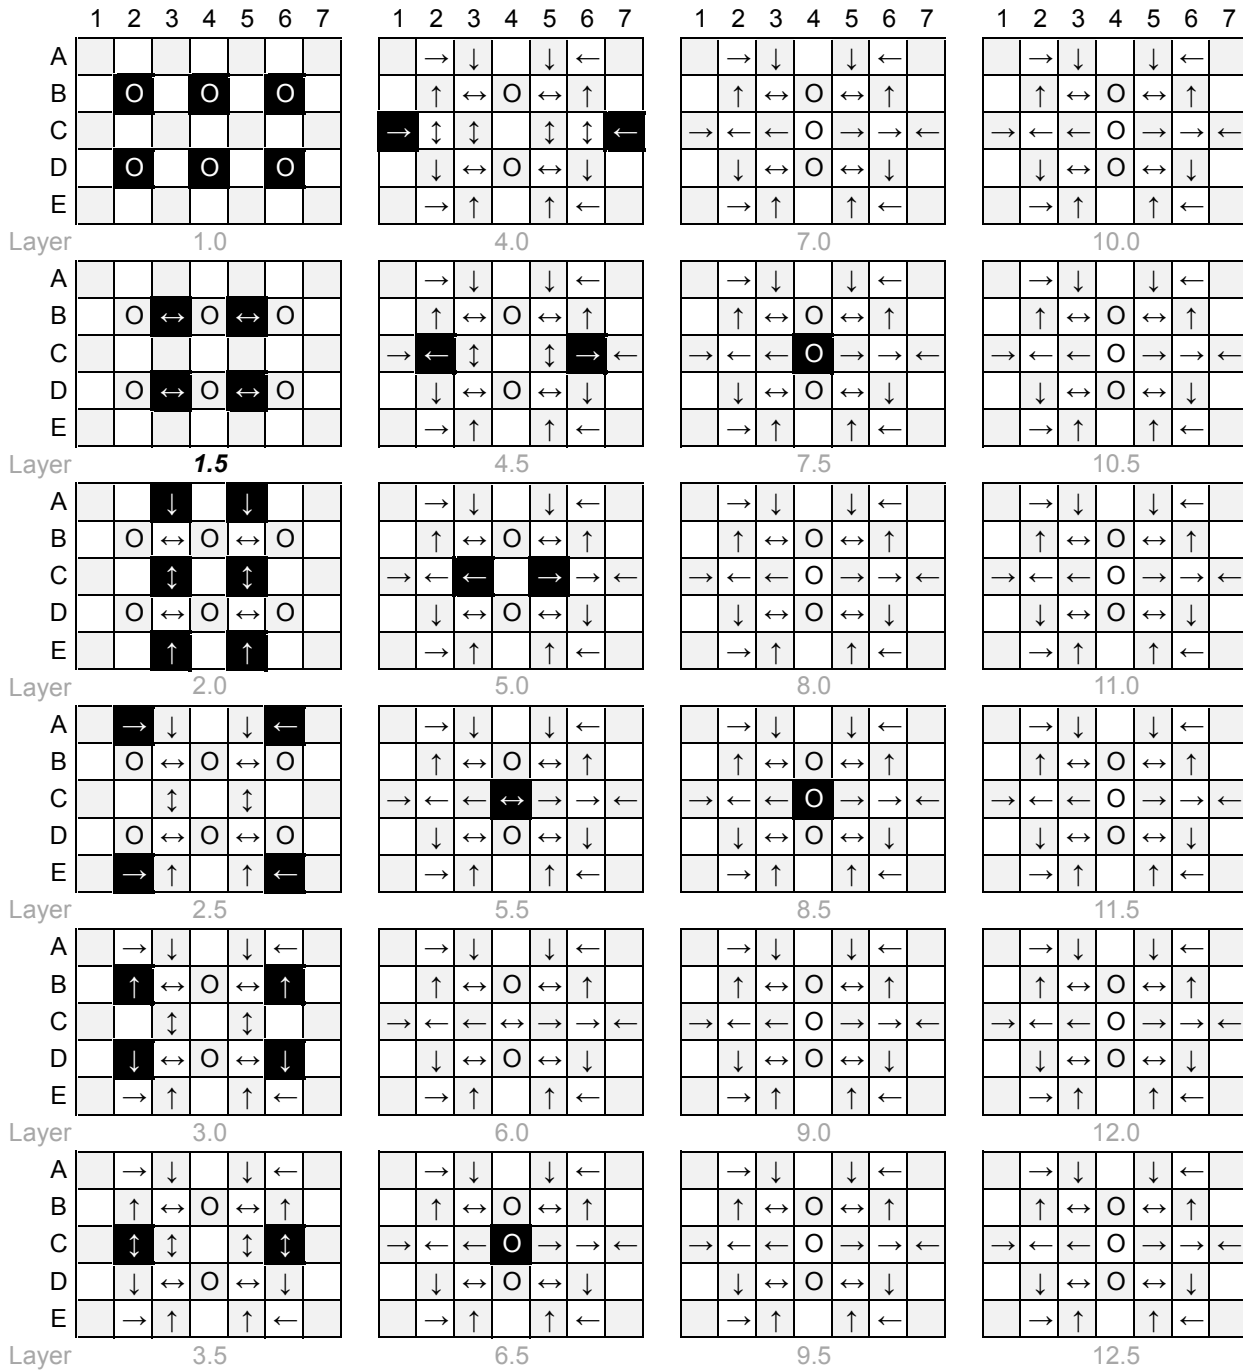 1 2 3 4 5 6 7 1 2 3 4 5 6 7 1 2 3 4 5 6 7 1 2 3 4 5 6 7
A → ↓ ↓ ← → ↓ ↓ ← → ↓ ↓ ←
B O O O ↑ ↔ O ↔ ↑ ↑ ↔ O ↔ ↑ ↑ ↔ O ↔ ↑
C → ↕ ↕ ↕ ↕ ← → ← ← O → → ← → ← ← O → → ←
D O O O ↓ ↔ O ↔ ↓ ↓ ↔ O ↔ ↓ ↓ ↔ O ↔ ↓
E → ↑ ↑ ← → ↑ ↑ ← → ↑ ↑ ←
Layer 1.0 4.0 7.0 10.0
A → ↓ ↓ ← → ↓ ↓ ← → ↓ ↓ ←
B O ↔ O ↔ O ↑ ↔ O ↔ ↑ ↑ ↔ O ↔ ↑ ↑ ↔ O ↔ ↑
C → ← ↕ ↕ → ← → ← ← O → → ← → ← ← O → → ←
D O ↔ O ↔ O ↓ ↔ O ↔ ↓ ↓ ↔ O ↔ ↓ ↓ ↔ O ↔ ↓
E → ↑ ↑ ← → ↑ ↑ ← → ↑ ↑ ←
Layer 1.5 4.5 7.5 10.5
A ↓ ↓ → ↓ ↓ ← → ↓ ↓ ← → ↓ ↓ ←
B O ↔ O ↔ O ↑ ↔ O ↔ ↑ ↑ ↔ O ↔ ↑ ↑ ↔ O ↔ ↑
C ↕ ↕ → ← ← → → ← → ← ← O → → ← → ← ← O → → ←
D O ↔ O ↔ O ↓ ↔ O ↔ ↓ ↓ ↔ O ↔ ↓ ↓ ↔ O ↔ ↓
E ↑ ↑ → ↑ ↑ ← → ↑ ↑ ← → ↑ ↑ ←
Layer 2.0 5.0 8.0 11.0
A → ↓ ↓ ← → ↓ ↓ ← → ↓ ↓ ← → ↓ ↓ ←
B O ↔ O ↔ O ↑ ↔ O ↔ ↑ ↑ ↔ O ↔ ↑ ↑ ↔ O ↔ ↑
C ↕ ↕ → ← ← ↔ → → ← → ← ← O → → ← → ← ← O → → ←
D O ↔ O ↔ O ↓ ↔ O ↔ ↓ ↓ ↔ O ↔ ↓ ↓ ↔ O ↔ ↓
E → ↑ ↑ ← → ↑ ↑ ← → ↑ ↑ ← → ↑ ↑ ←
Layer 2.5 5.5 8.5 11.5
A → ↓ ↓ ← → ↓ ↓ ← → ↓ ↓ ← → ↓ ↓ ←
B ↑ ↔ O ↔ ↑ ↑ ↔ O ↔ ↑ ↑ ↔ O ↔ ↑ ↑ ↔ O ↔ ↑
C ↕ ↕ → ← ← ↔ → → ← → ← ← O → → ← → ← ← O → → ←
D ↓ ↔ O ↔ ↓ ↓ ↔ O ↔ ↓ ↓ ↔ O ↔ ↓ ↓ ↔ O ↔ ↓
E → ↑ ↑ ← → ↑ ↑ ← → ↑ ↑ ← → ↑ ↑ ←
Layer 3.0 6.0 9.0 12.0
A → ↓ ↓ ← → ↓ ↓ ← → ↓ ↓ ← → ↓ ↓ ←
B ↑ ↔ O ↔ ↑ ↑ ↔ O ↔ ↑ ↑ ↔ O ↔ ↑ ↑ ↔ O ↔ ↑
C ↕ ↕ ↕ ↕ → ← ← O → → ← → ← ← O → → ← → ← ← O → → ←
D ↓ ↔ O ↔ ↓ ↓ ↔ O ↔ ↓ ↓ ↔ O ↔ ↓ ↓ ↔ O ↔ ↓
E → ↑ ↑ ← → ↑ ↑ ← → ↑ ↑ ← → ↑ ↑ ←
Layer 3.5 6.5 9.5 12.5